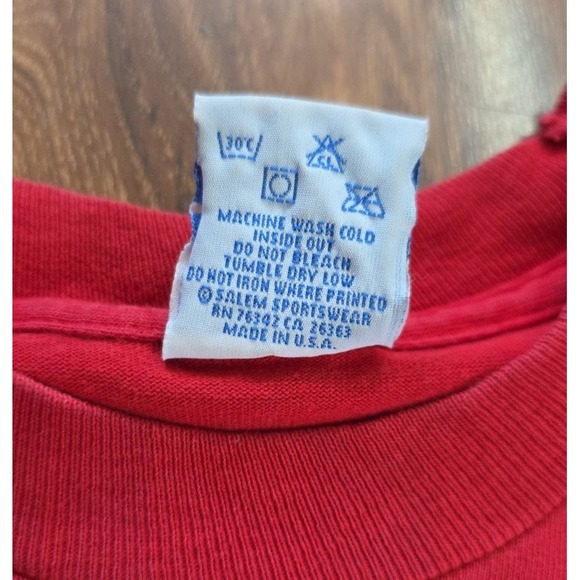 30°C
CL
MACHINE WASH COLD
INSIDE OUT
DO NOT BLEACH
TUMBLE DRY LOW
DO NOT IRON WHERE PRINTED
© SALEM SPORTSWEAR
RN 76392 CA 26363
MADE IN U.S.A.